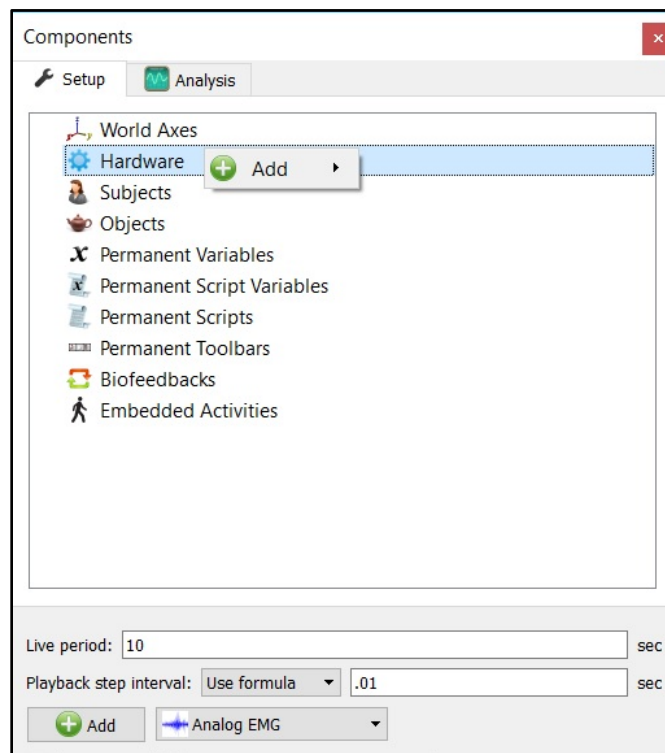 Components
Setup Analysis
World Axes
Hardware Add
Subjects
Objects
Permanent Variables
Permanent Script Variables
Permanent Scripts
Permanent Toolbars
Biofeedbacks
Embedded Activities
Live period: 10 sec
Playback step interval: Use formula .01 sec
Add Analog EMG